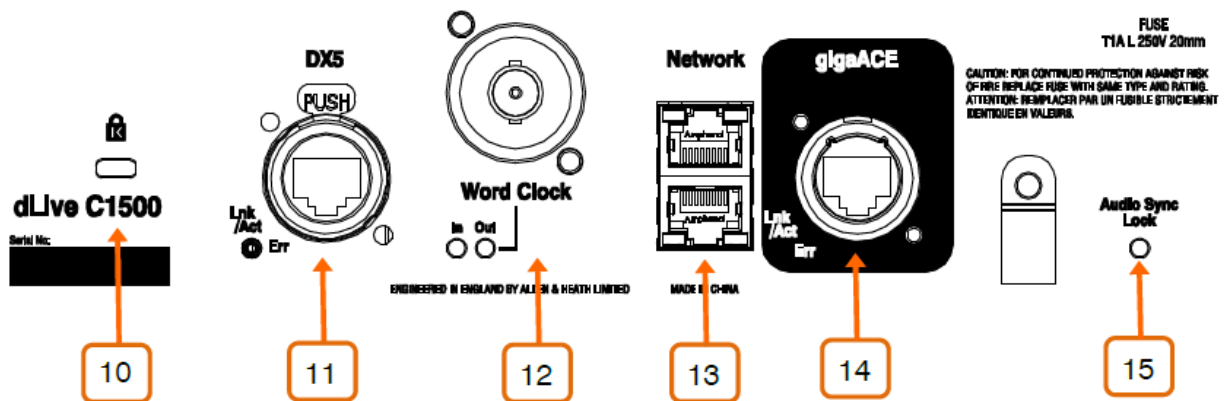 DX5
PUSH
Lnk
/Act
Err
dLive C1500
Serial No:
Word Clock
In Out
ENGINEERED IN ENGLAND BY ALLEN & HEATH LIMITED
Network
Amphenol
Amphenol
MADE IN CHINA
gigaACE
Lnk
/Act
Err
FUSE
T1A L 250V 20mm
CAUTION: FOR CONTINUED PROTECTION AGAINST RISK
OF FIRE REPLACE FUSE WITH SAME TYPE AND RATING.
ATTENTION: REMPLACER PAR UN FUSIBLE STRICTEMENT
IDENTIQUE EN VALEURS.
Audio Sync
Lock
10
11
12
13
14
15